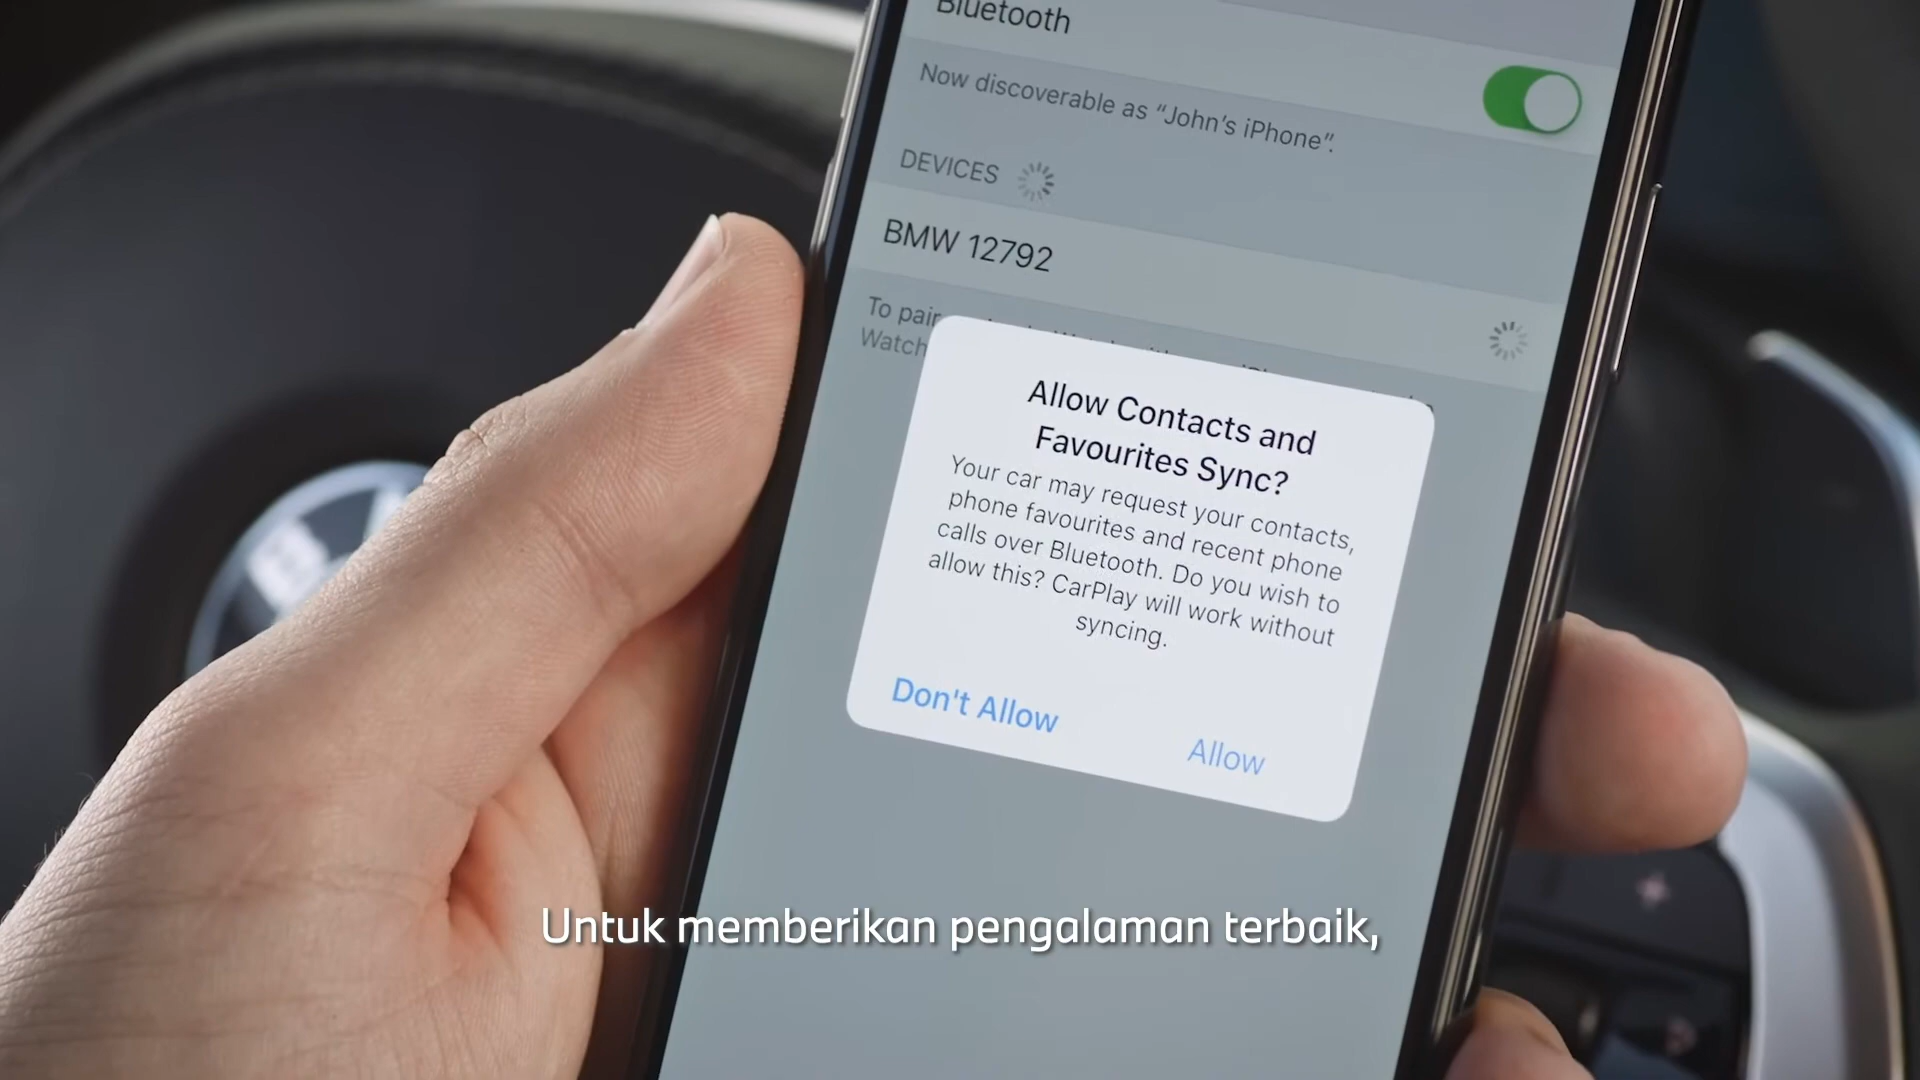 Bluetooth
Now discoverable as “John's iPhone”.
DEVICES
BMW 12792
To pair
Watch
Allow Contacts and
Favourites Sync?
Your car may request your contacts,
phone favourites and recent phone
calls over Bluetooth. Do you wish to
allow this? CarPlay will work without
syncing.
Don't Allow
Allow
Untuk memberikan pengalaman terbaik,